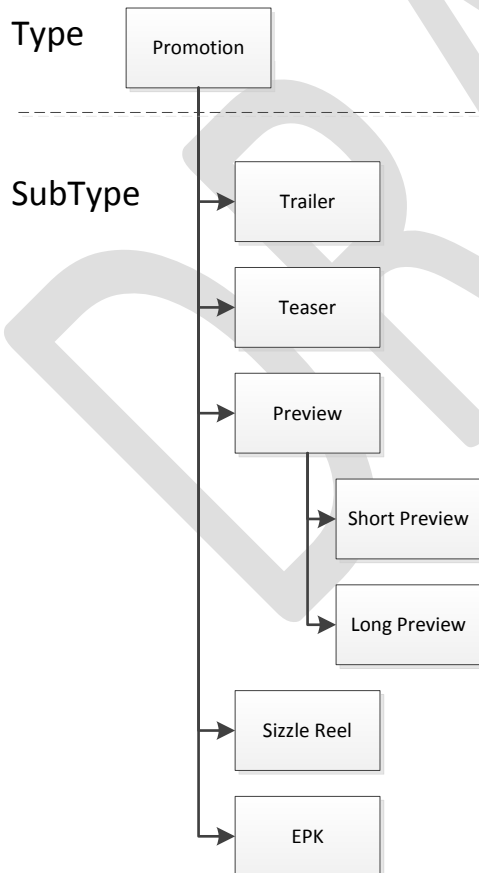 Type
Promotion
SubType
Trailer
Teaser
Preview
Short Preview
Long Preview
Sizzle Reel
EPK